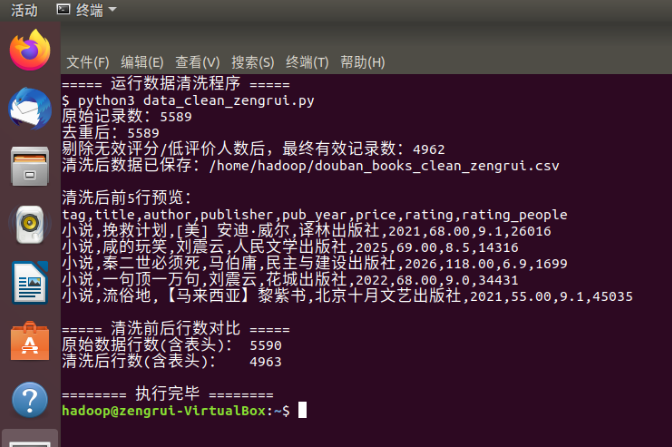 活动 终端
文件(F) 编辑(E) 查看(V) 搜索(S) 终端(T) 帮助(H)
===== 运行数据清洗程序 =====
$ python3 data_clean_zengrui.py
原始记录数：5589
去重后：5589
剔除无效评分/低评价人数后，最终有效记录数：4962
清洗后数据已保存：/home/hadoop/douban_books_clean_zengrui.csv
清洗后前5行预览：
tag,title,author,publisher,pub_year,price,rating,rating_people
小说,挽救计划,[美] 安迪·威尔,译林出版社,2021,68.00,9.1,26016
小说,咸的玩笑,刘震云,人民文学出版社,2025,69.00,8.5,14316
小说,秦二世必须死,马伯庸,民主与建设出版社,2026,118.00,6.9,1699
小说,一句顶一万句,刘震云,花城出版社,2022,68.00,9.0,34431
小说,流俗地,【马来西亚】黎紫书,北京十月文艺出版社,2021,55.00,9.1,45035
===== 清洗前后行数对比 =====
原始数据行数(含表头)： 5590
清洗后行数(含表头)：  4963
======== 执行完毕 ========
hadoop@zengrui-VirtualBox:~$